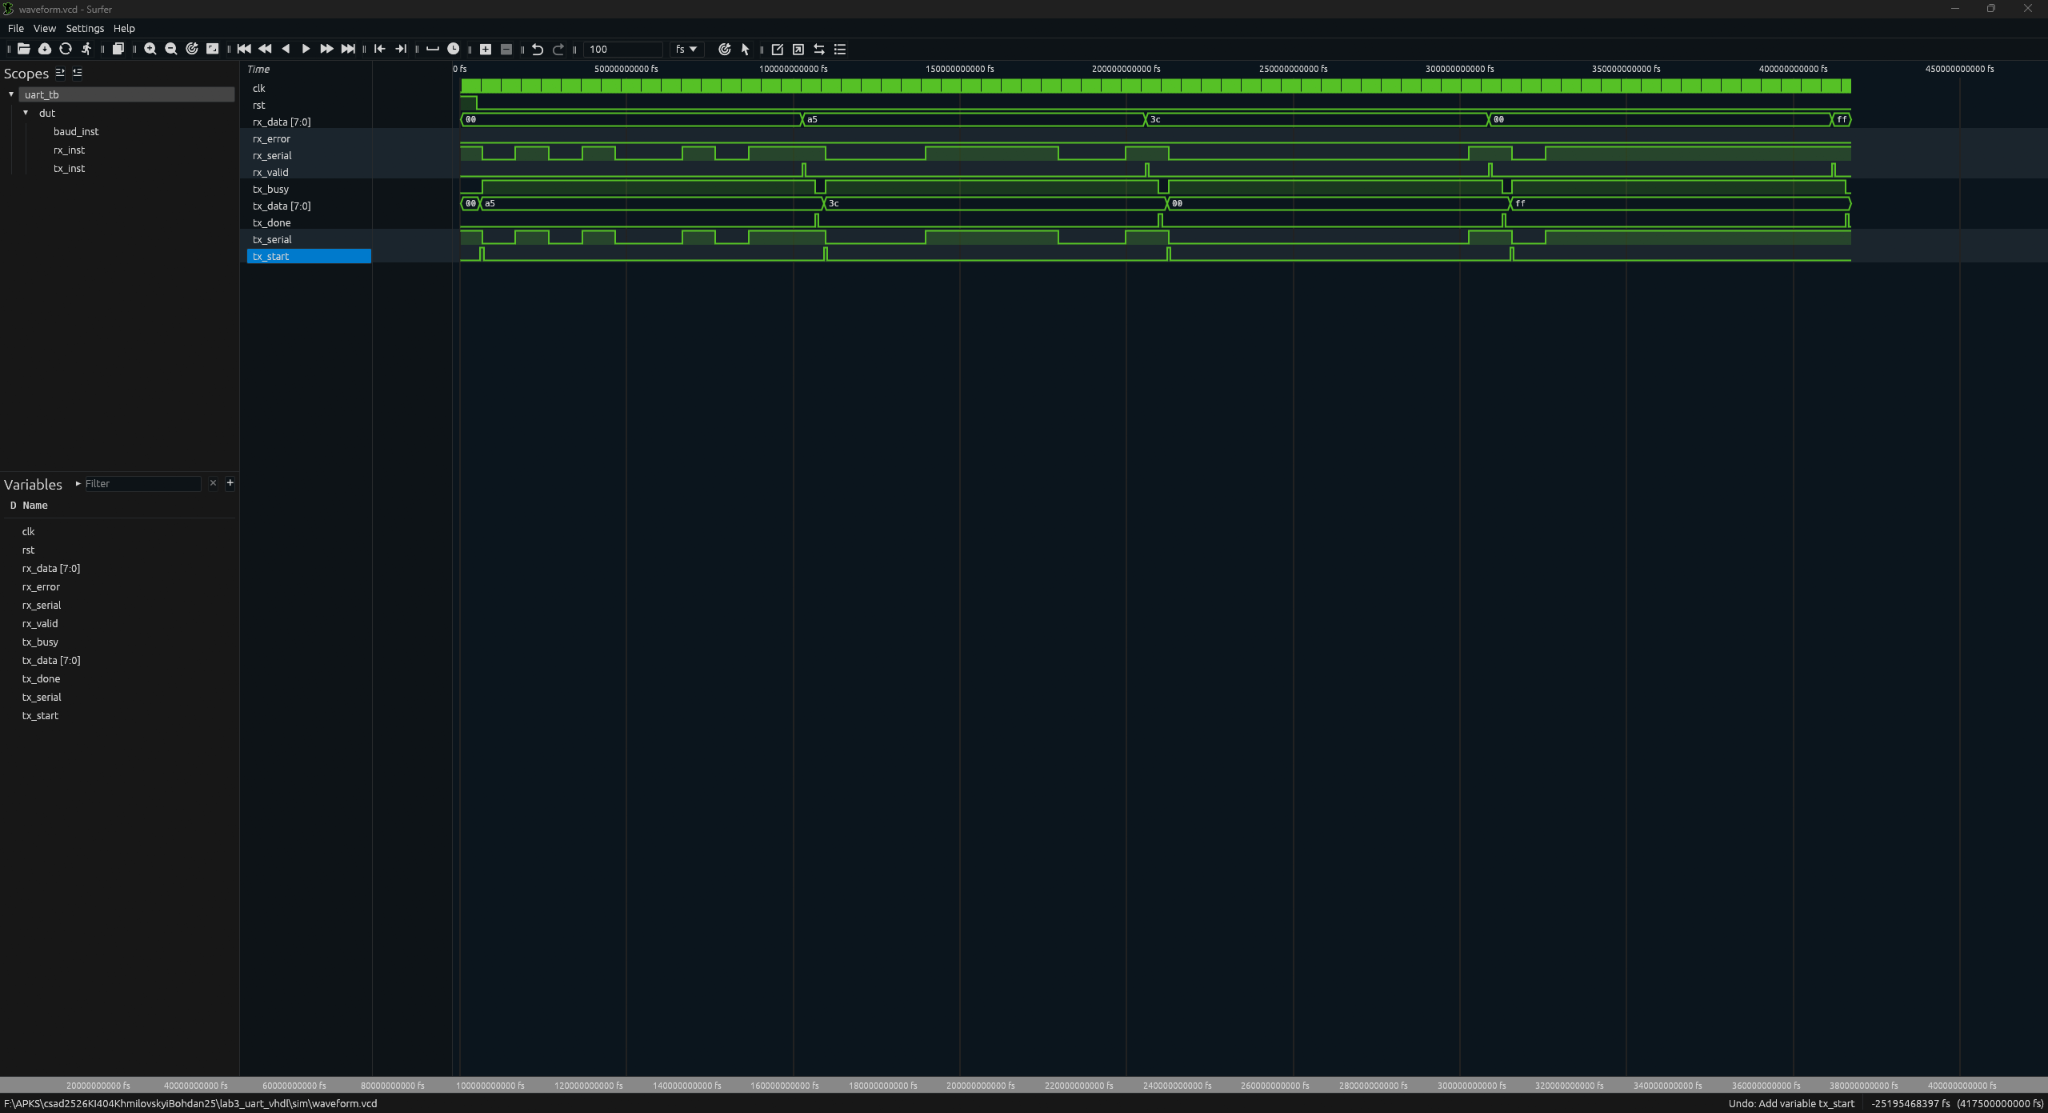 waveform.vcd - Surfer
File View Settings Help
100 fs
Scopes
uart_tb
dut
baud_inst
rx_inst
tx_inst
Variables Filter
D Name
clk
rst
rx_data [7:0]
rx_error
rx_serial
rx_valid
tx_busy
tx_data [7:0]
tx_done
tx_serial
tx_start
Time 0 fs 50000000000 fs 100000000000 fs 150000000000 fs 200000000000 fs 250000000000 fs 300000000000 fs 350000000000 fs 400000000000 fs 450000000000 fs
clk
rst
rx_data [7:0] 00 a5 3c 00 ff
rx_error
rx_serial
rx_valid
tx_busy
tx_data [7:0] 00 a5 3c 00 ff
tx_done
tx_serial
tx_start
20000000000 fs 40000000000 fs 60000000000 fs 80000000000 fs 100000000000 fs 120000000000 fs 140000000000 fs 160000000000 fs 180000000000 fs 200000000000 fs 220000000000 fs 240000000000 fs 260000000000 fs 280000000000 fs 300000000000 fs 320000000000 fs 340000000000 fs 360000000000 fs 380000000000 fs 400000000000 fs
F:\APKS\csad2526KI404KhmilovskyiBohdan25\lab3_uart_vhdl\sim\waveform.vcd Undo: Add variable tx_start -25195468397 fs (417500000000 fs)